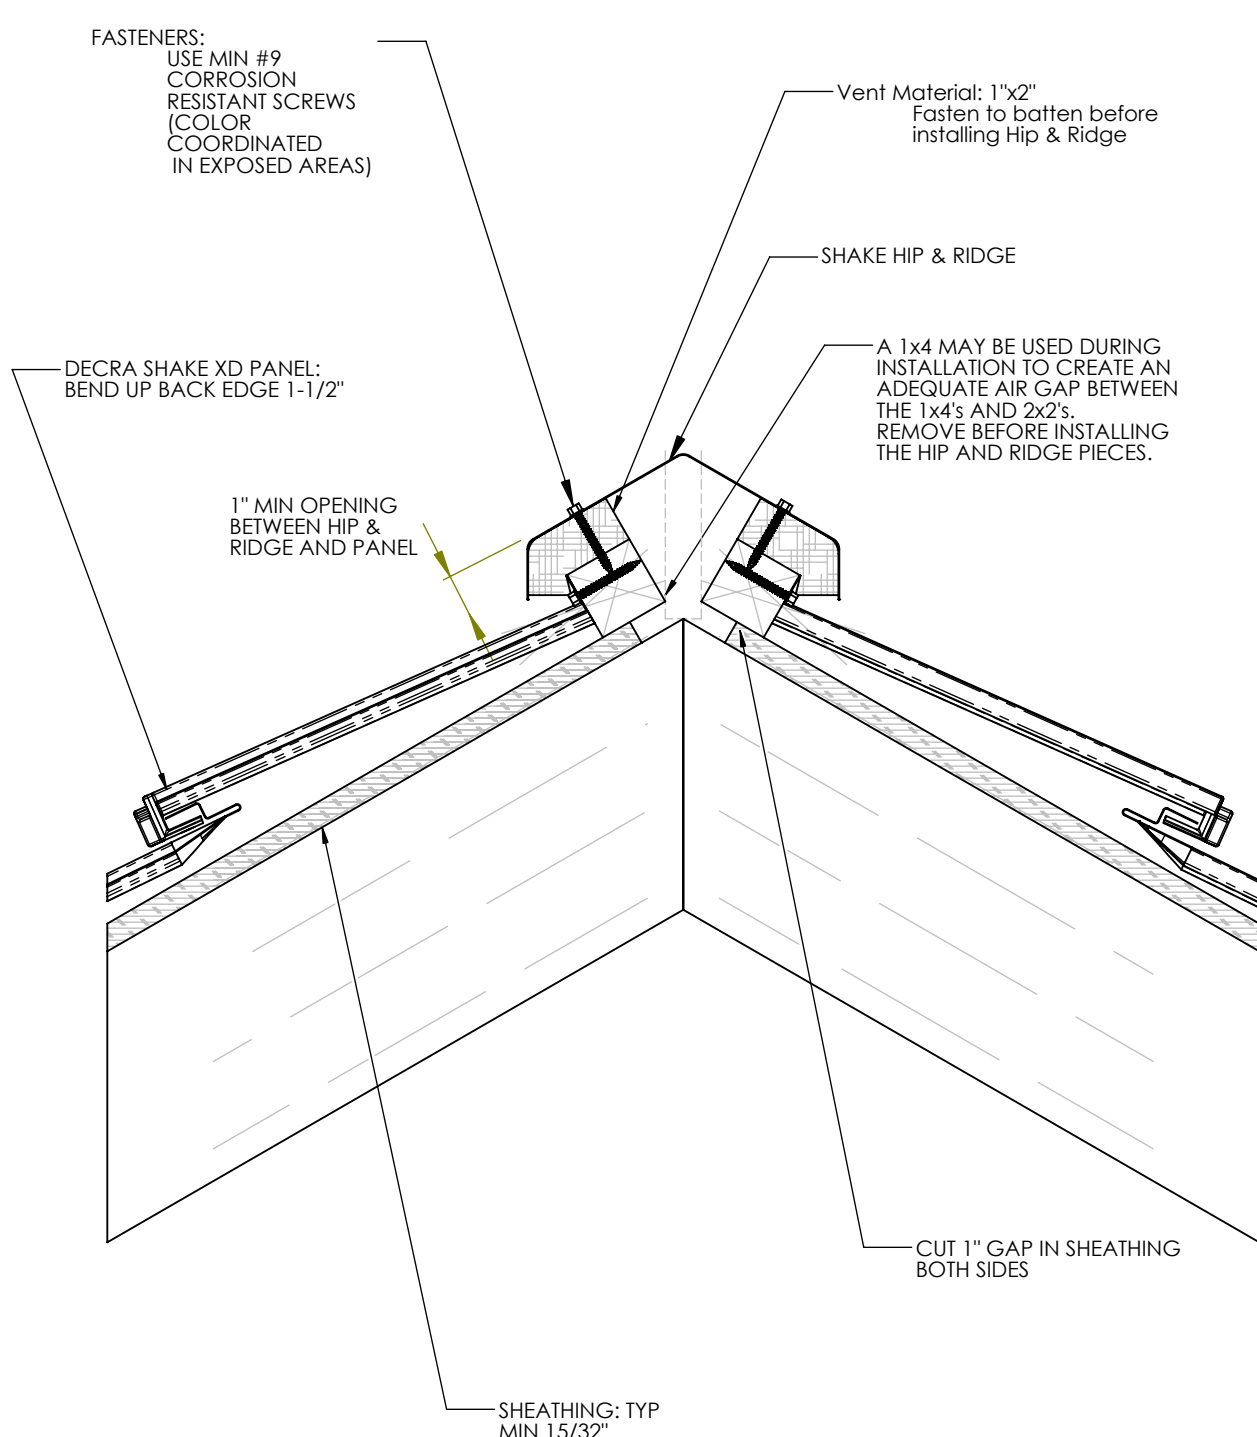 FASTENERS:
USE MIN #9
CORROSION
RESISTANT SCREWS
(COLOR
COORDINATED
IN EXPOSED AREAS)
Vent Material: 1"x2"
Fasten to batten before
installing Hip & Ridge
SHAKE HIP & RIDGE
DECRA SHAKE XD PANEL:
BEND UP BACK EDGE 1-1/2"
A 1x4 MAY BE USED DURING
INSTALLATION TO CREATE AN
ADEQUATE AIR GAP BETWEEN
THE 1x4's AND 2x2's.
REMOVE BEFORE INSTALLING
THE HIP AND RIDGE PIECES.
1" MIN OPENING
BETWEEN HIP &
RIDGE AND PANEL
CUT 1" GAP IN SHEATHING
BOTH SIDES
SHEATHING: TYP
MIN 15/32"